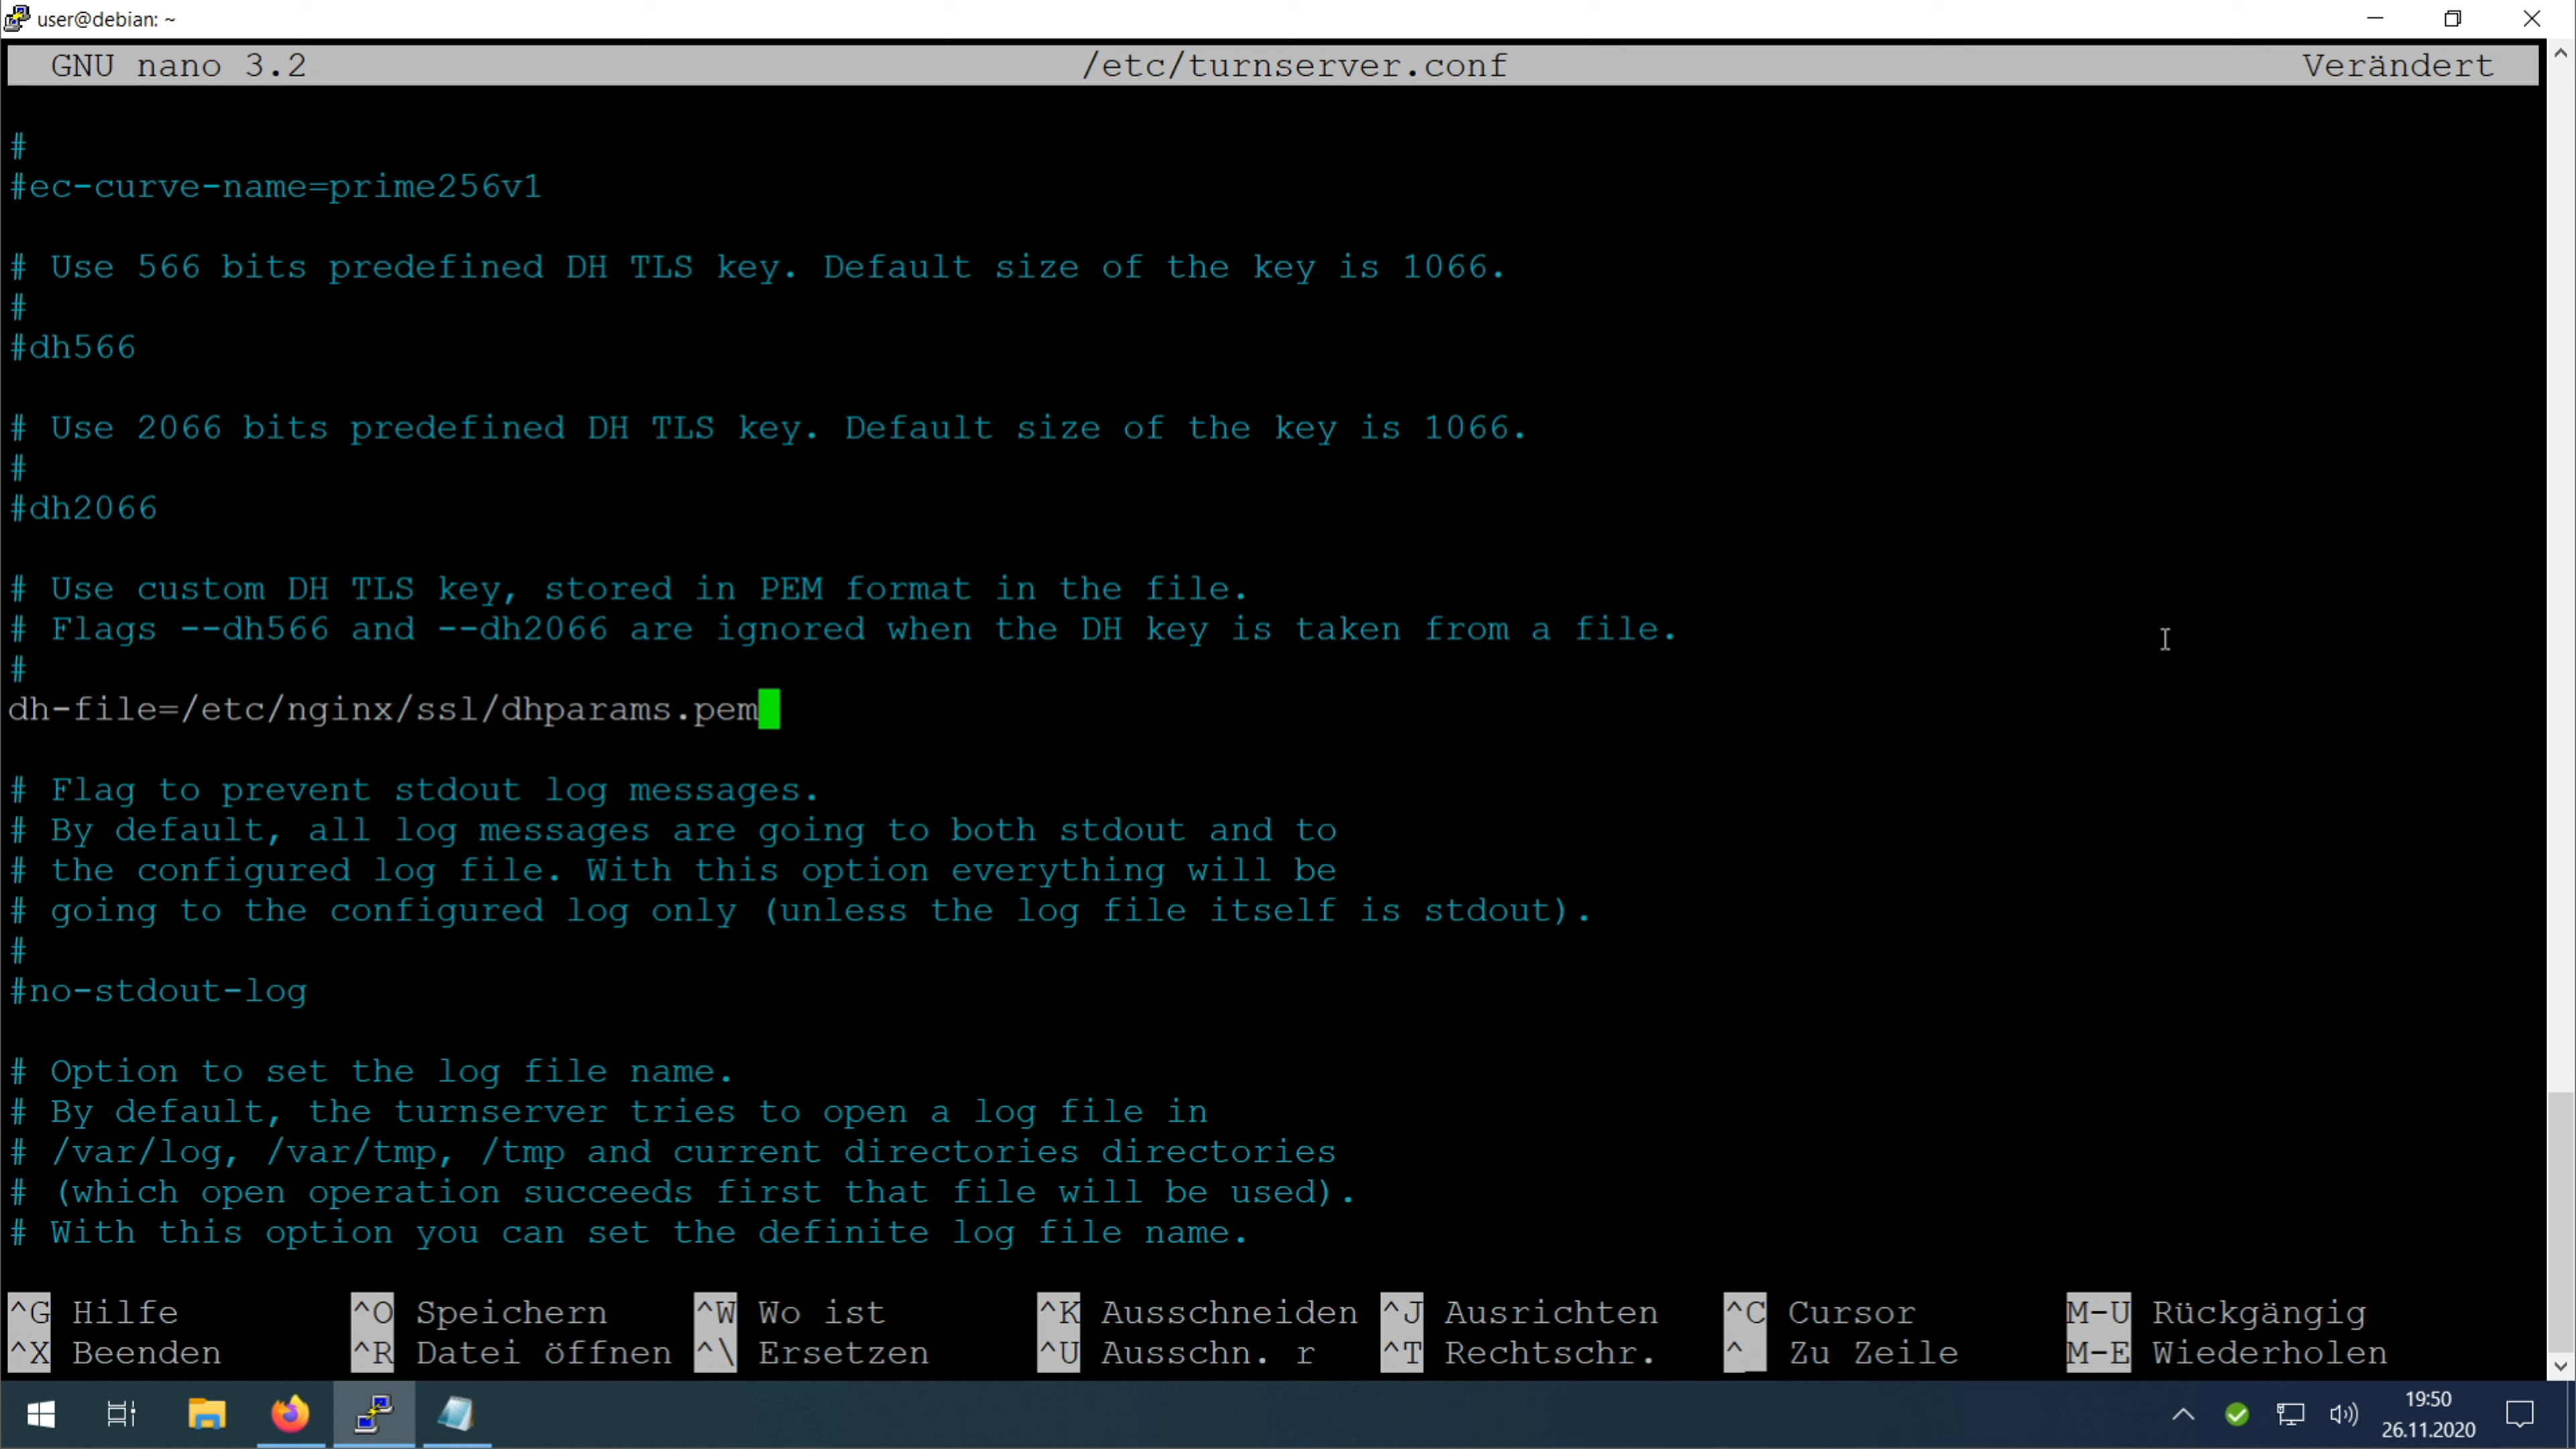 user@debian: ~
GNU nano 3.2 /etc/turnserver.conf Verändert
#
#ec-curve-name=prime256v1
# Use 566 bits predefined DH TLS key. Default size of the key is 1066.
#
#dh566
# Use 2066 bits predefined DH TLS key. Default size of the key is 1066.
#
#dh2066
# Use custom DH TLS key, stored in PEM format in the file.
# Flags --dh566 and --dh2066 are ignored when the DH key is taken from a file.
#
dh-file=/etc/nginx/ssl/dhparams.pem
# Flag to prevent stdout log messages.
# By default, all log messages are going to both stdout and to
# the configured log file. With this option everything will be
# going to the configured log only (unless the log file itself is stdout).
#
#no-stdout-log
# Option to set the log file name.
# By default, the turnserver tries to open a log file in
# /var/log, /var/tmp, /tmp and current directories directories
# (which open operation succeeds first that file will be used).
# With this option you can set the definite log file name.
^G Hilfe ^O Speichern ^W Wo ist ^K Ausschneiden ^J Ausrichten ^C Cursor M-U Rückgängig
^X Beenden ^R Datei öffnen ^\ Ersetzen ^U Ausschn. r ^T Rechtschr. ^_ Zu Zeile M-E Wiederholen
19:50
26.11.2020